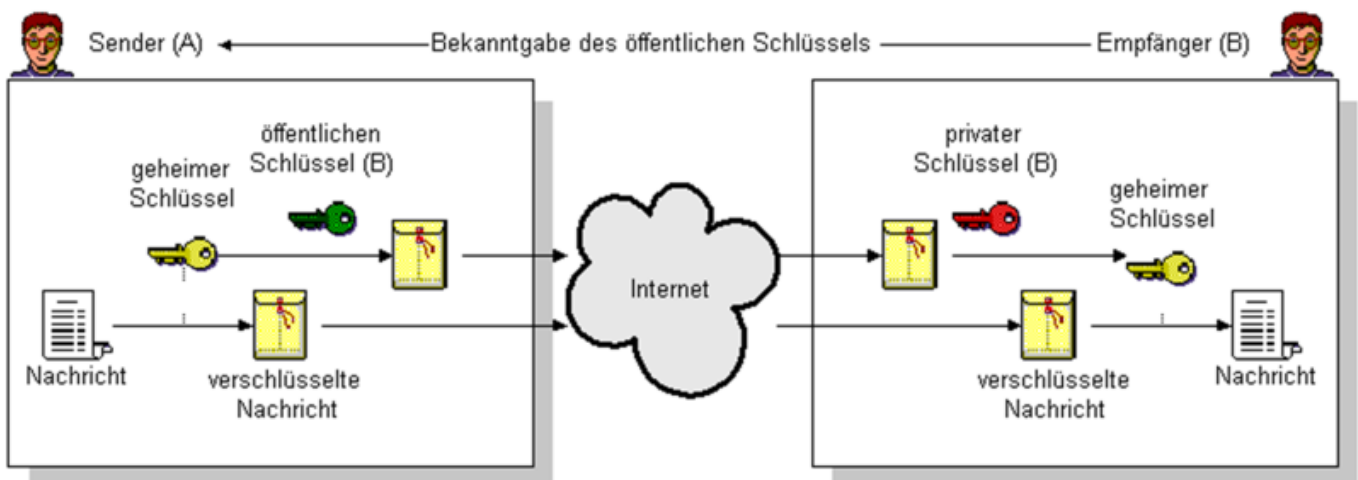 Sender (A)
Bekanntgabe des öffentlichen Schlüssels
Empfänger (B)
öffentlichen
Schlüssel (B)
geheimer
Schlüssel
Nachricht
verschlüsselte
Nachricht
Internet
privater
Schlüssel (B)
geheimer
Schlüssel
verschlüsselte
Nachricht
Nachricht